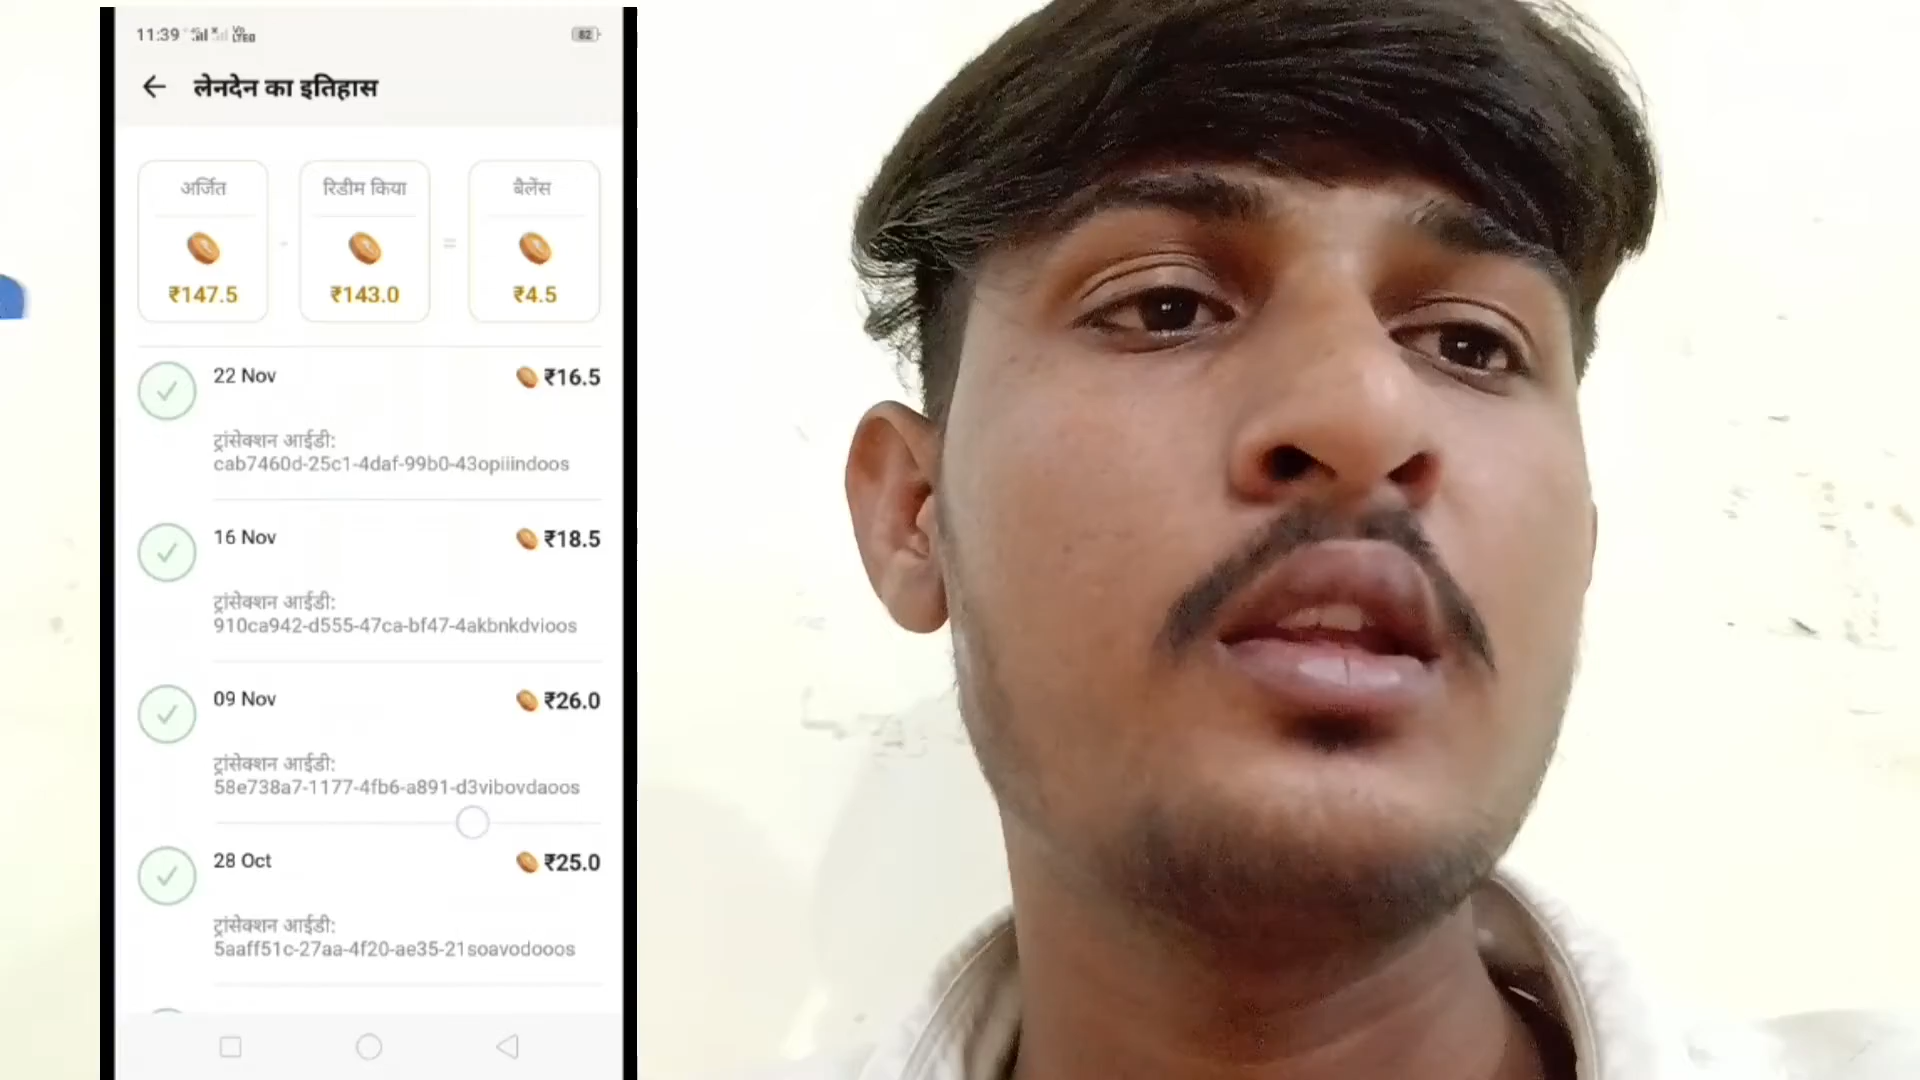 11:39
82
लेनदेन का इतिहास
अर्जित
रिडीम किया
बैलेंस
-
=
₹147.5
₹143.0
₹4.5
22 Nov
₹16.5
ट्रांसेक्शन आईडी:
cab7460d-25c1-4daf-99b0-43opiiindoos
16 Nov
₹18.5
ट्रांसेक्शन आईडी:
910ca942-d555-47ca-bf47-4akbnkdvioos
09 Nov
₹26.0
ट्रांसेक्शन आईडी:
58e738a7-1177-4fb6-a891-d3vibovdaoos
28 Oct
₹25.0
ट्रांसेक्शन आईडी:
5aaff51c-27aa-4f20-ae35-21soavodooos